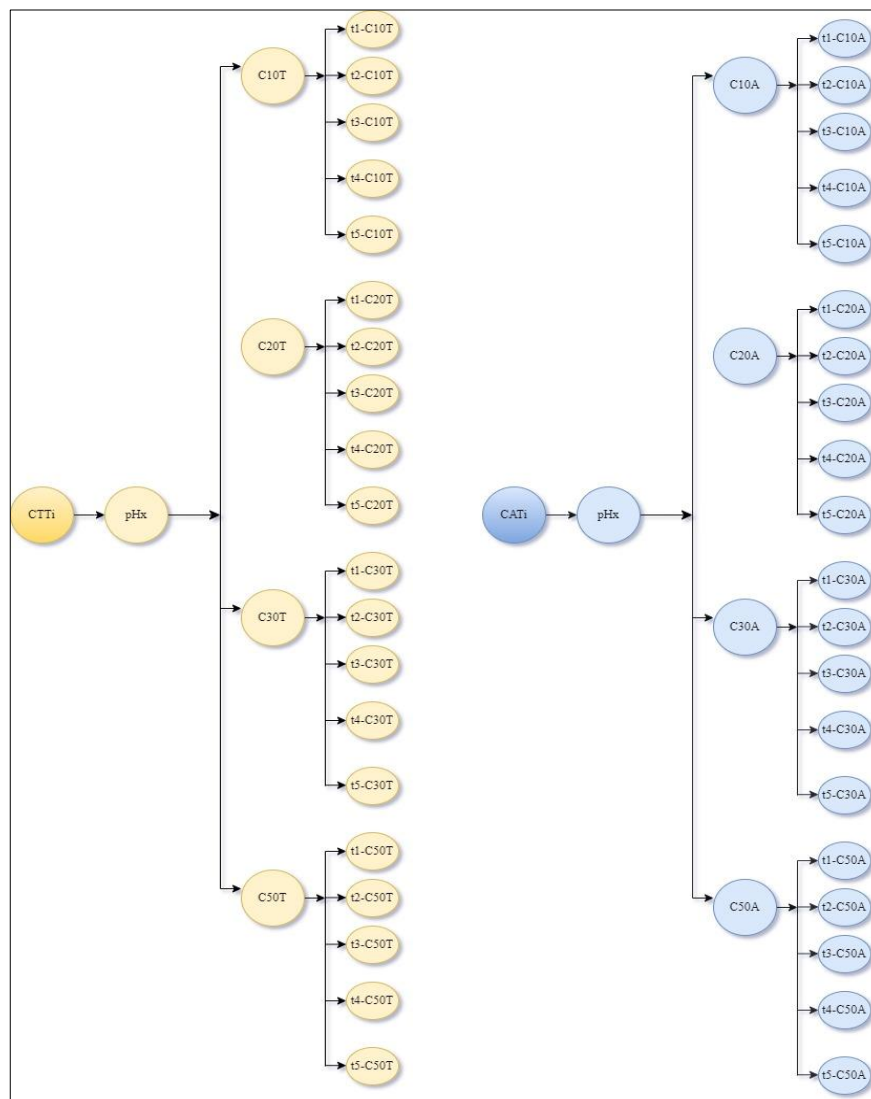 CTTi
pHx
C10T
t1-C10T
t2-C10T
t3-C10T
t4-C10T
t5-C10T
C20T
t1-C20T
t2-C20T
t3-C20T
t4-C20T
t5-C20T
C30T
t1-C30T
t2-C30T
t3-C30T
t4-C30T
t5-C30T
C50T
t1-C50T
t2-C50T
t3-C50T
t4-C50T
t5-C50T
CATi
pHx
C10A
t1-C10A
t2-C10A
t3-C10A
t4-C10A
t5-C10A
C20A
t1-C20A
t2-C20A
t3-C20A
t4-C20A
t5-C20A
C30A
t1-C30A
t2-C30A
t3-C30A
t4-C30A
t5-C30A
C50A
t1-C50A
t2-C50A
t3-C50A
t4-C50A
t5-C50A